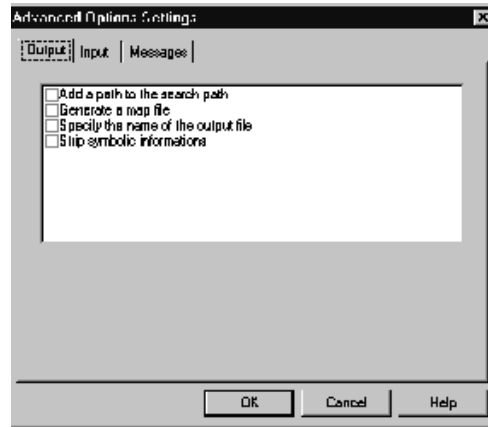 Advanced Options Settings
Output Input Messages
Add a path to the search path
Generate a map file
Specify the name of the output file
Strip symbolic informations
OK Cancel Help